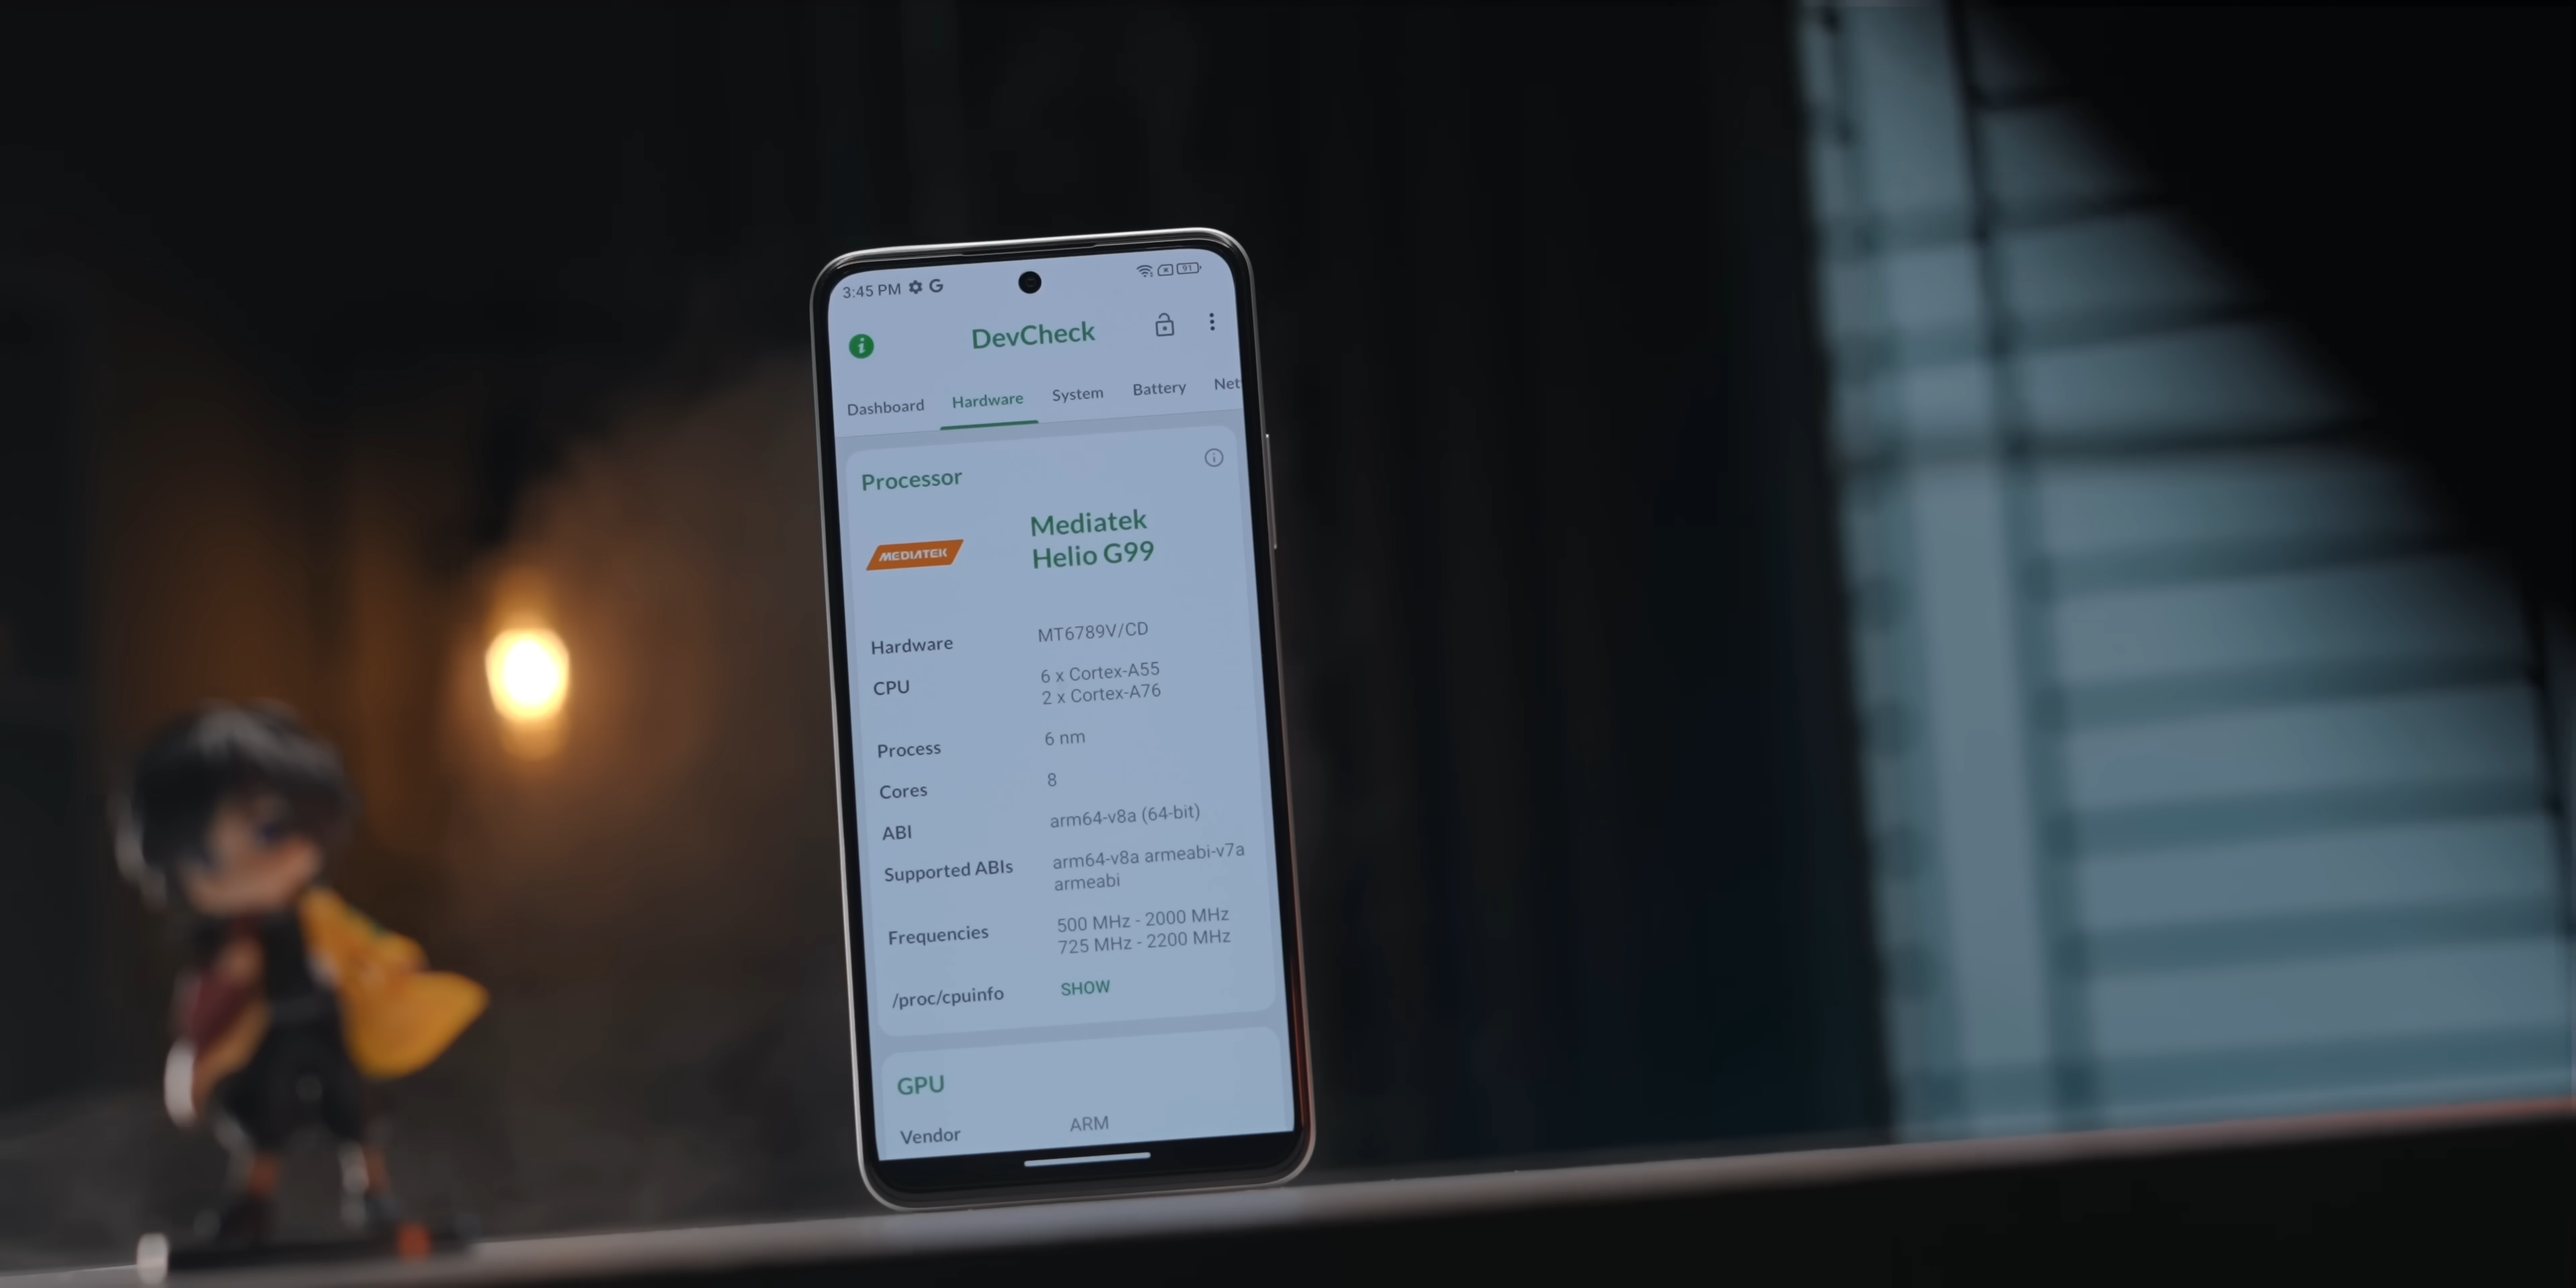 3:45 PM G 91
DevCheck
Dashboard Hardware System Battery Net
Processor
MEDIATEK
Mediatek
Helio G99
Hardware MT6789V/CD
CPU 6 x Cortex-A55
2 x Cortex-A76
Process 6 nm
Cores 8
ABI arm64-v8a (64-bit)
Supported ABIs arm64-v8a armeabi-v7a
armeabi
Frequencies 500 MHz - 2000 MHz
725 MHz - 2200 MHz
/proc/cpuinfo SHOW
GPU
Vendor ARM